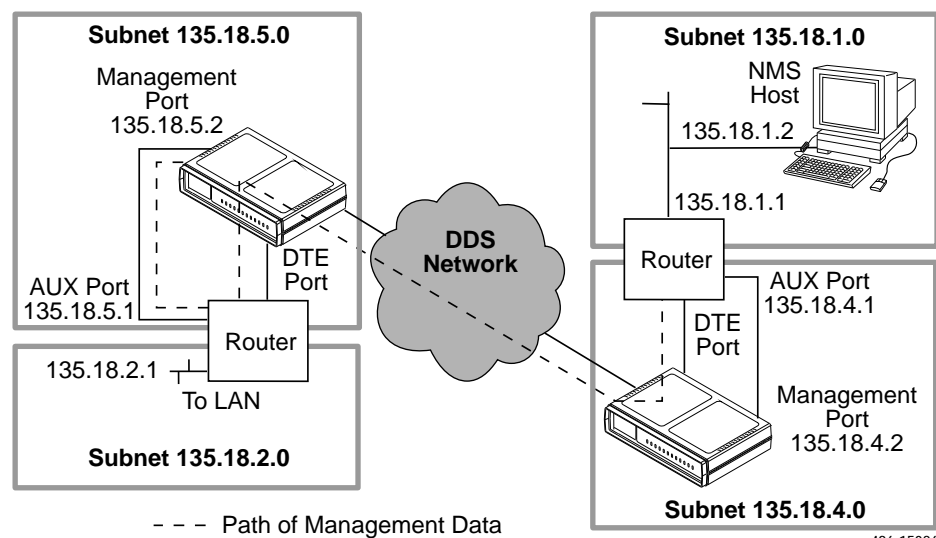 Subnet 135.18.5.0
Management
Port
135.18.5.2
AUX Port
135.18.5.1
DTE
Port
Router
135.18.2.1
To LAN
Subnet 135.18.2.0
DDS
Network
Subnet 135.18.1.0
NMS
Host
135.18.1.2
135.18.1.1
Router
AUX Port
135.18.4.1
DTE
Port
Management
Port
135.18.4.2
Subnet 135.18.4.0
Path of Management Data